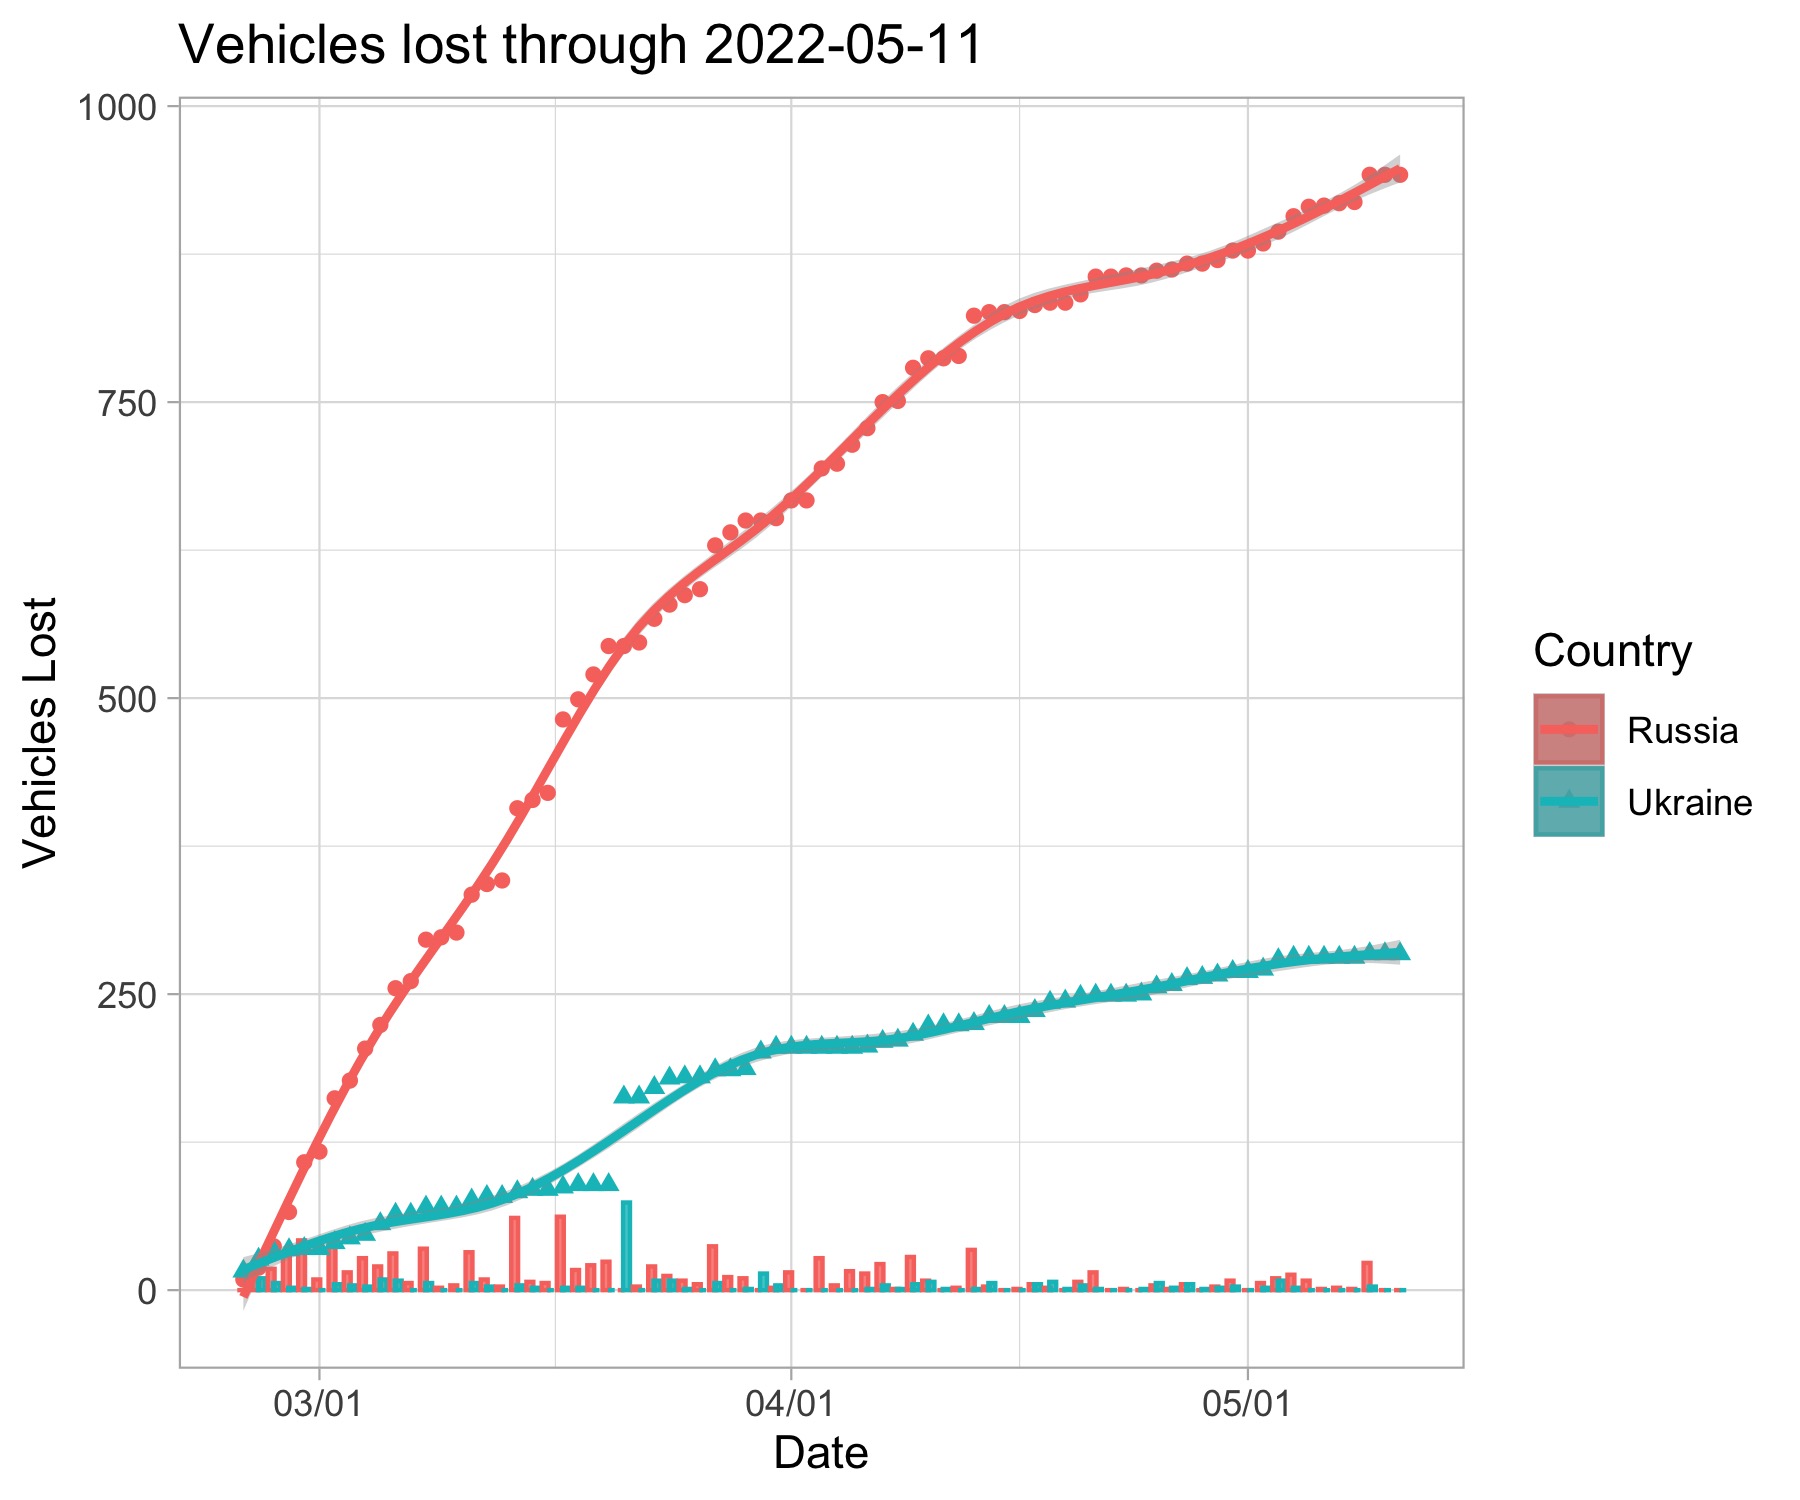 Vehicles lost through 2022-05-11
1000
750
500
250
0
Vehicles Lost
03/01
04/01
05/01
Date
Country
Russia
Ukraine